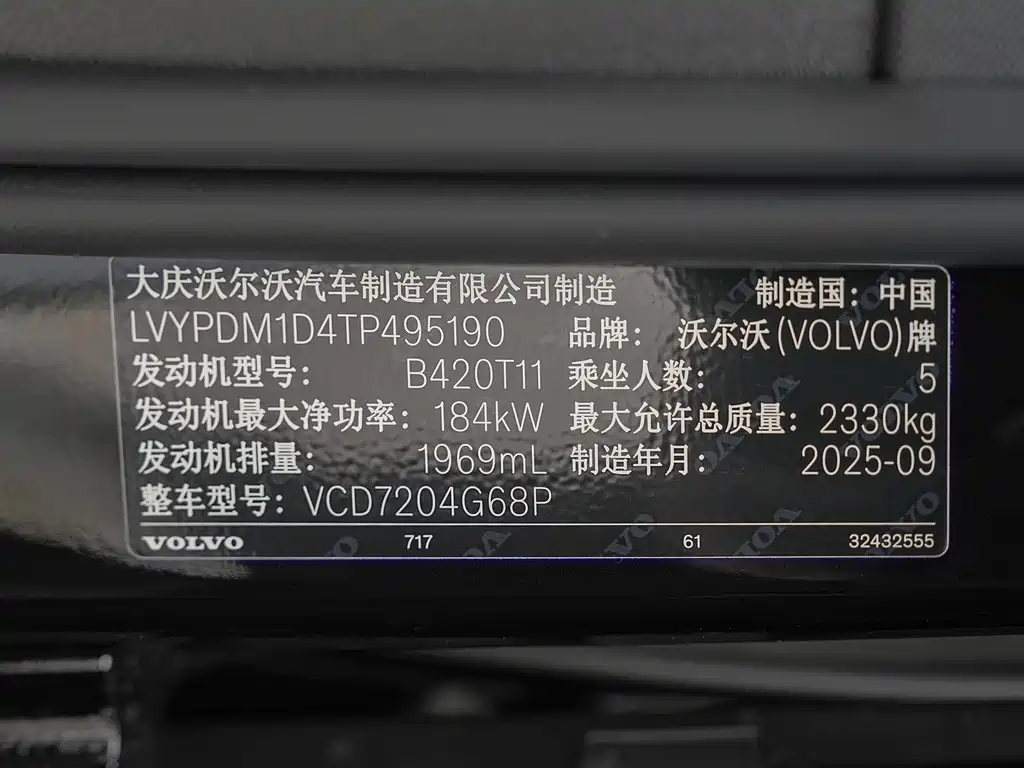 大庆沃尔沃汽车制造有限公司制造 制造国：中国
LVYPDM1D4TP495190 品牌：沃尔沃(VOLVO)牌
发动机型号：B420T11 乘坐人数：5
发动机最大净功率：184kW 最大允许总质量：2330kg
发动机排量：1969mL 制造年月：2025-09
整车型号：VCD7204G68P
VOLVO 717 61 32432555